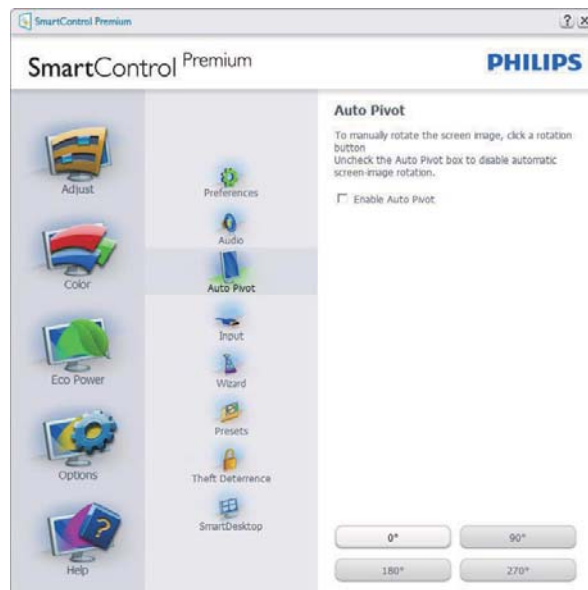 SmartControl Premium
SmartControl Premium
PHILIPS
Adjust
Color
Eco Power
Options
Help
Preferences
Audio
Auto Pivot
Input
Wizard
Presets
Theft Deterrence
SmartDesktop
Auto Pivot
To manually rotate the screen image, click a rotation
button
Uncheck the Auto Pivot box to disable automatic
screen-image rotation.
Enable Auto Pivot
0°
90°
180°
270°